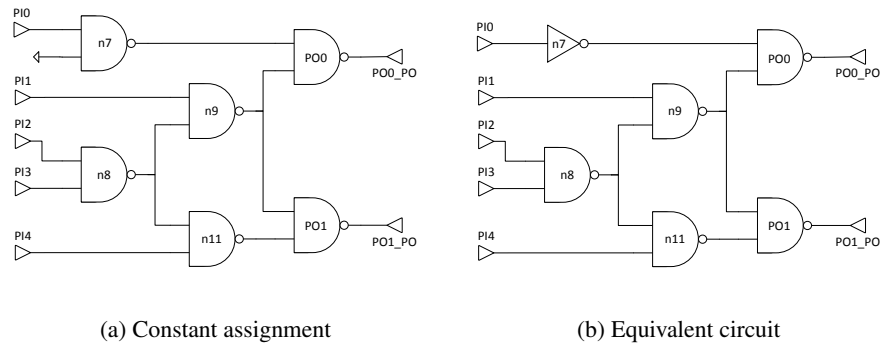 PI0
n7
PO0
PO0_PO
PI1
n9
PI2
n8
PI3
PO1
PI4
n11
PO1_PO
(a) Constant assignment
PI0
n7
PO0
PO0_PO
PI1
n9
PI2
n8
PI3
PO1
PI4
n11
PO1_PO
(b) Equivalent circuit